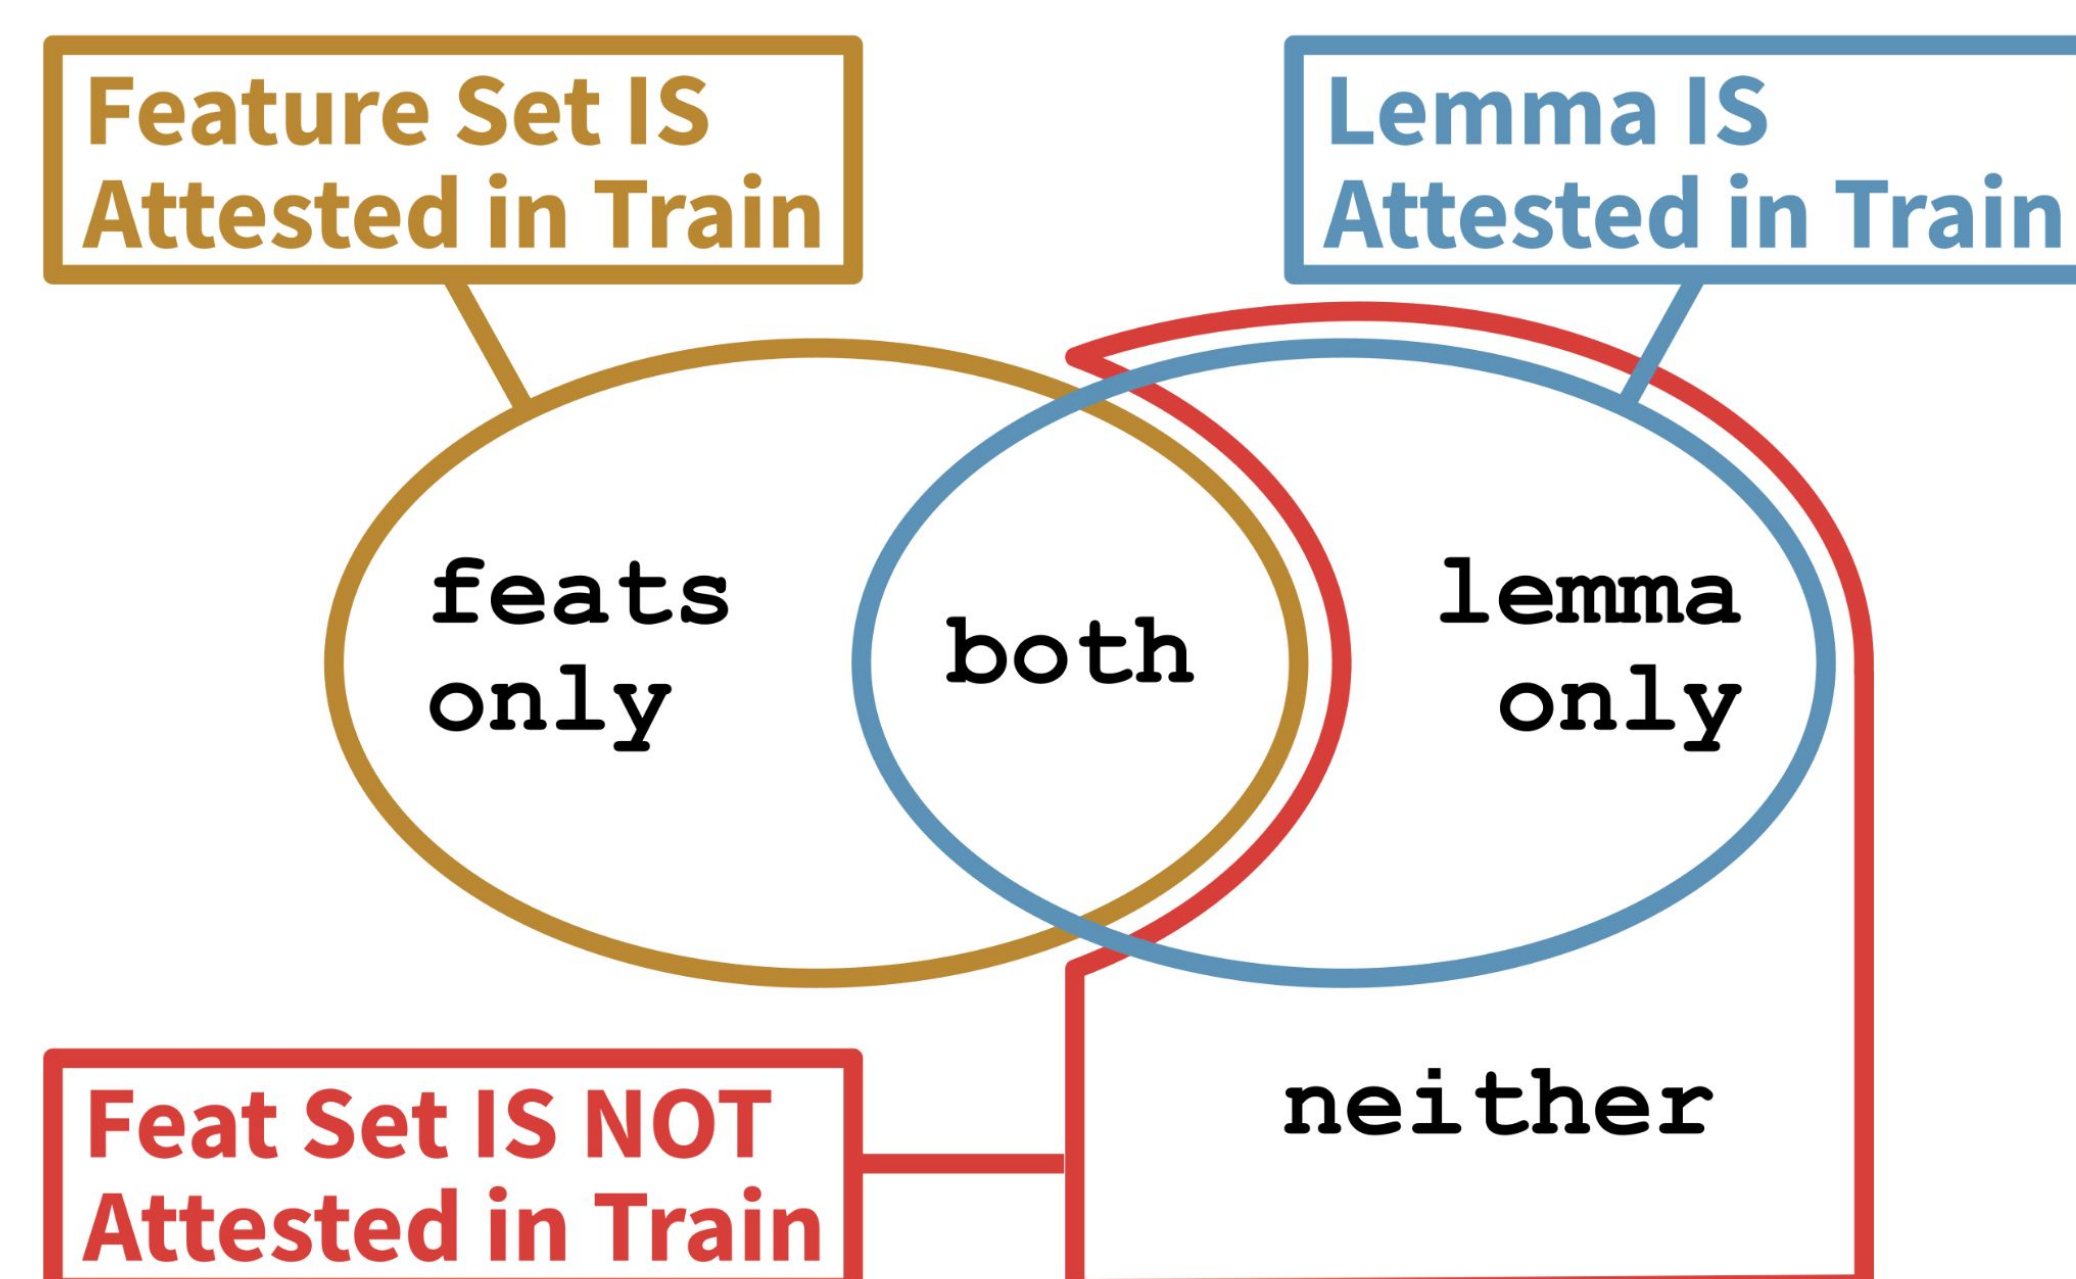 Feature Set IS
Attested in Train
Lemma IS
Attested in Train
feats
only
both
lemma
only
neither
Feat Set IS NOT
Attested in Train